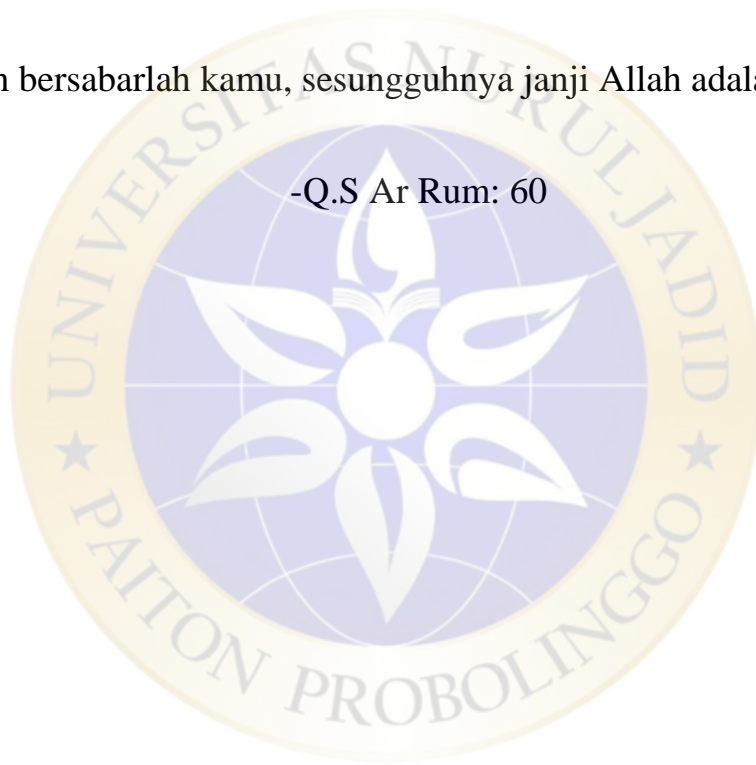 bersabarlah kamu, sesungguhnya janji Allah
-Q.S Ar Rum: 60
UNIVERSITAS NURUL JADID
★ PAITON PROBOLINGGO ★